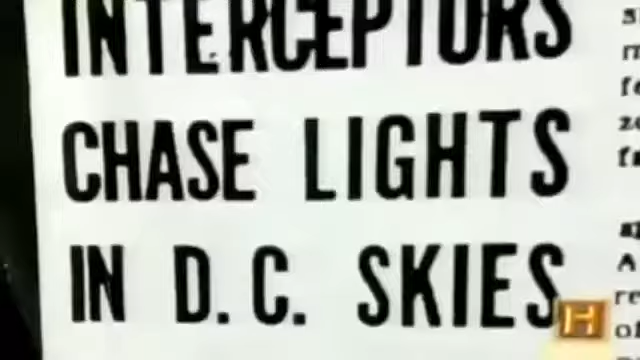 INTERCEPTORS
CHASE LIGHTS
IN D.C. SKIES
H